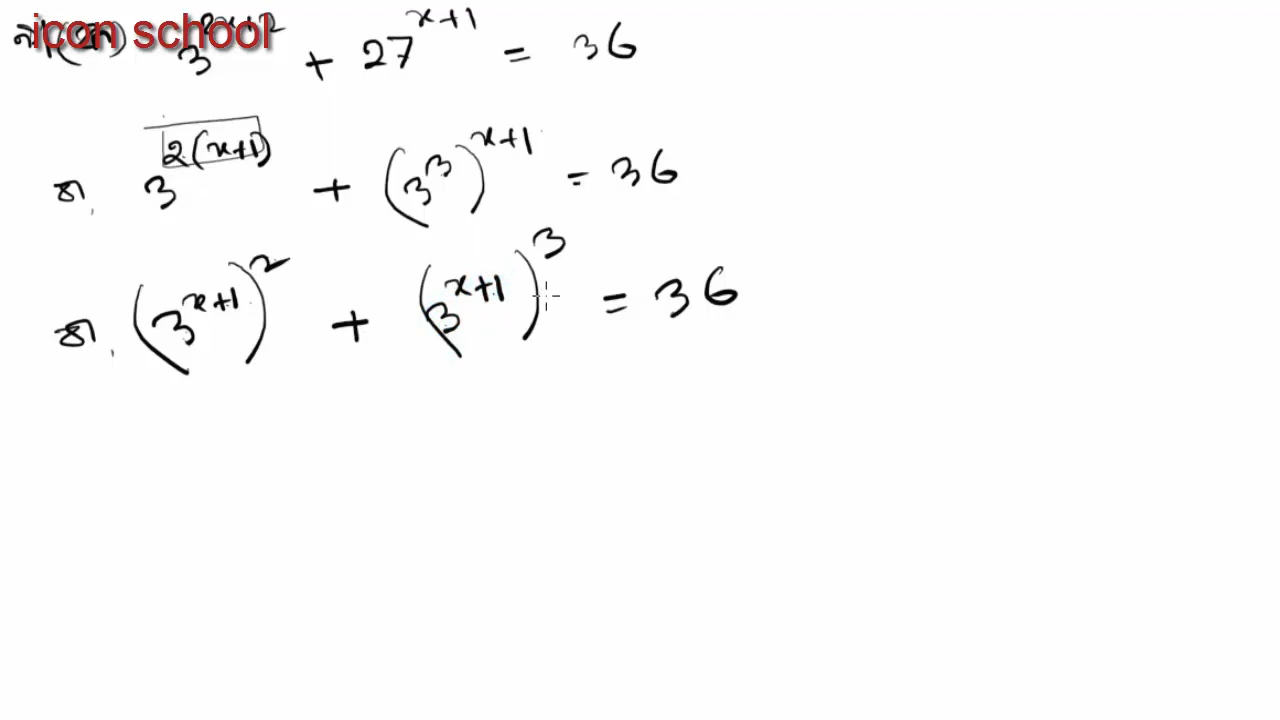 icon school
3^{2x+2} + 27^{x+1} = 36
বা, 3^{2(x+1)} + (3^3)^{x+1} = 36
বা, (3^{x+1})^2 + (3^{x+1})^3 = 36